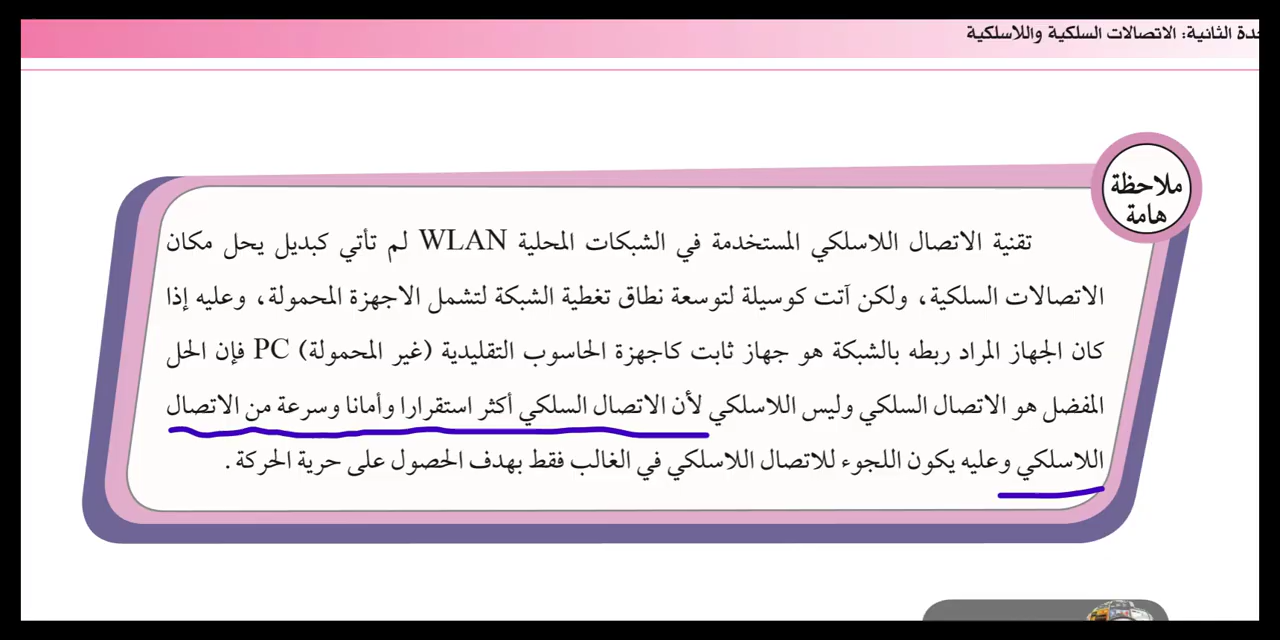 الثانية: الاتصالات السلكية واللاسلكية
ملاحظة
هامة
تقنية الاتصال اللاسلكي المستخدمة في الشبكات المحلية WLAN لم تأتي كبديل يحل مكان
الاتصالات السلكية، ولكن آتت كوسيلة لتوسعة نطاق تغطية الشبكة لتشمل الاجهزة المحمولة، وعليه إذا
كان الجهاز المراد ربطه بالشبكة هو جهاز ثابت كاجهزة الحاسوب التقليدية (غير المحمولة) PC فإن الحل
المفضل هو الاتصال السلكي وليس اللاسلكي لأن الاتصال السلكي أكثر استقرارا وأمانا وسرعة من الاتصال
اللاسلكي وعليه يكون اللجوء للاتصال اللاسلكي في الغالب فقط بهدف الحصول على حرية الحركة .